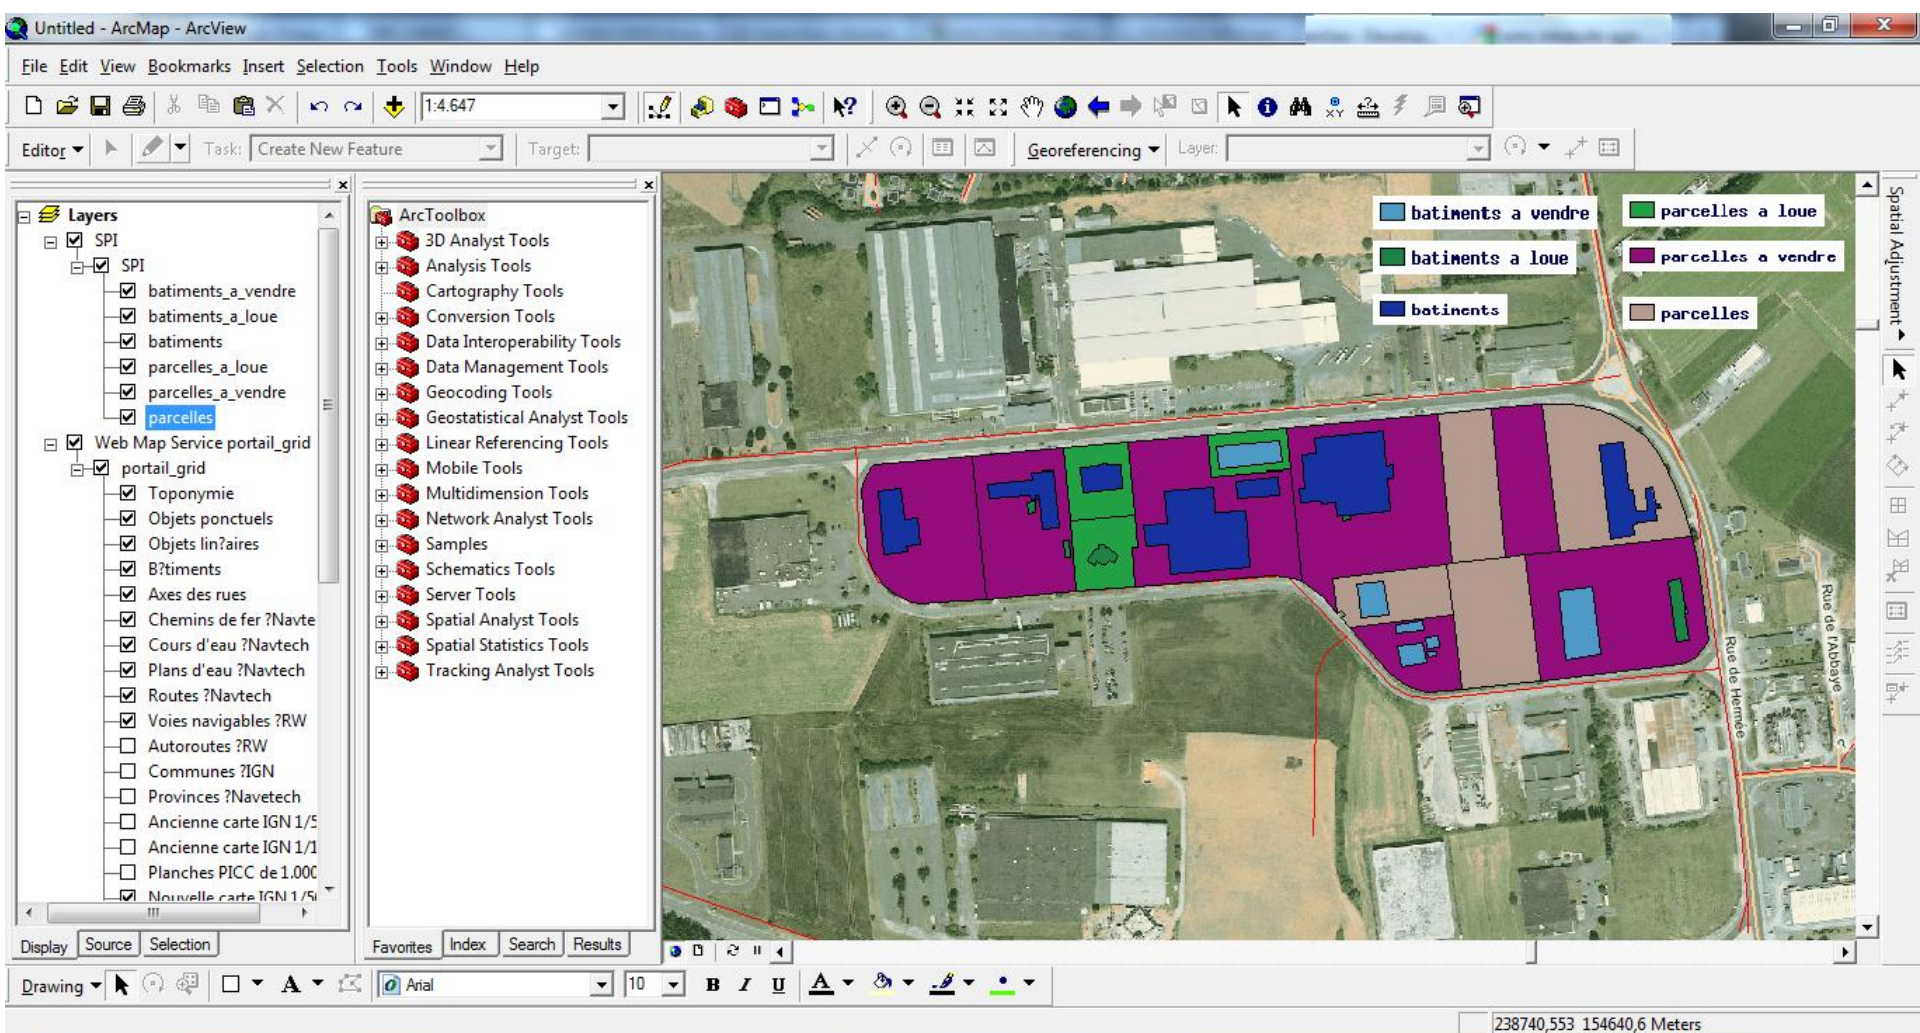 Untitled - ArcMap - ArcView
File Edit View Bookmarks Insert Selection Tools Window Help
1:4.647
Editor Task: Create New Feature Target: Georeferencing Layer:
Layers
SPI
SPI
batiments_a_vendre
batiments_a_loue
batiments
parcelles_a_loue
parcelles_a_vendre
parcelles
Web Map Service portail_grid
portail_grid
Toponymie
Objets ponctuels
Objets lin?aires
B?timents
Axes des rues
Chemins de fer ?Navte
Cours d'eau ?Navtech
Plans d'eau ?Navtech
Routes ?Navtech
Voies navigables ?RW
Autoroutes ?RW
Communes ?IGN
Provinces ?Navetech
Ancienne carte IGN 1/5
Ancienne carte IGN 1/1
Planches PICC de 1.000
Nouvelle carte IGN 1/5
Display Source Selection
ArcToolbox
3D Analyst Tools
Analysis Tools
Cartography Tools
Conversion Tools
Data Interoperability Tools
Data Management Tools
Geocoding Tools
Geostatistical Analyst Tools
Linear Referencing Tools
Mobile Tools
Multidimension Tools
Network Analyst Tools
Samples
Schematics Tools
Server Tools
Spatial Analyst Tools
Spatial Statistics Tools
Tracking Analyst Tools
Favorites Index Search Results
batiments a vendre
batiments a loue
batiments
parcelles a loue
parcelles a vendre
parcelles
Rue de Hermée
Rue de l'Abbaye
Spatial Adjustment
Drawing A Arial 10 B I U A
238740,553 154640,6 Meters